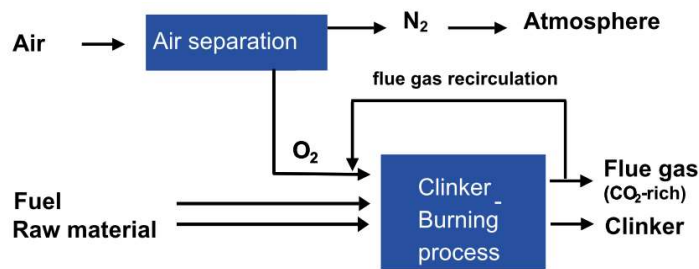 Air
Air separation
N₂
Atmosphere
flue gas recirculation
O₂
Fuel
Raw material
Clinker
-
Burning
process
Flue gas
(CO₂-rich)
Clinker